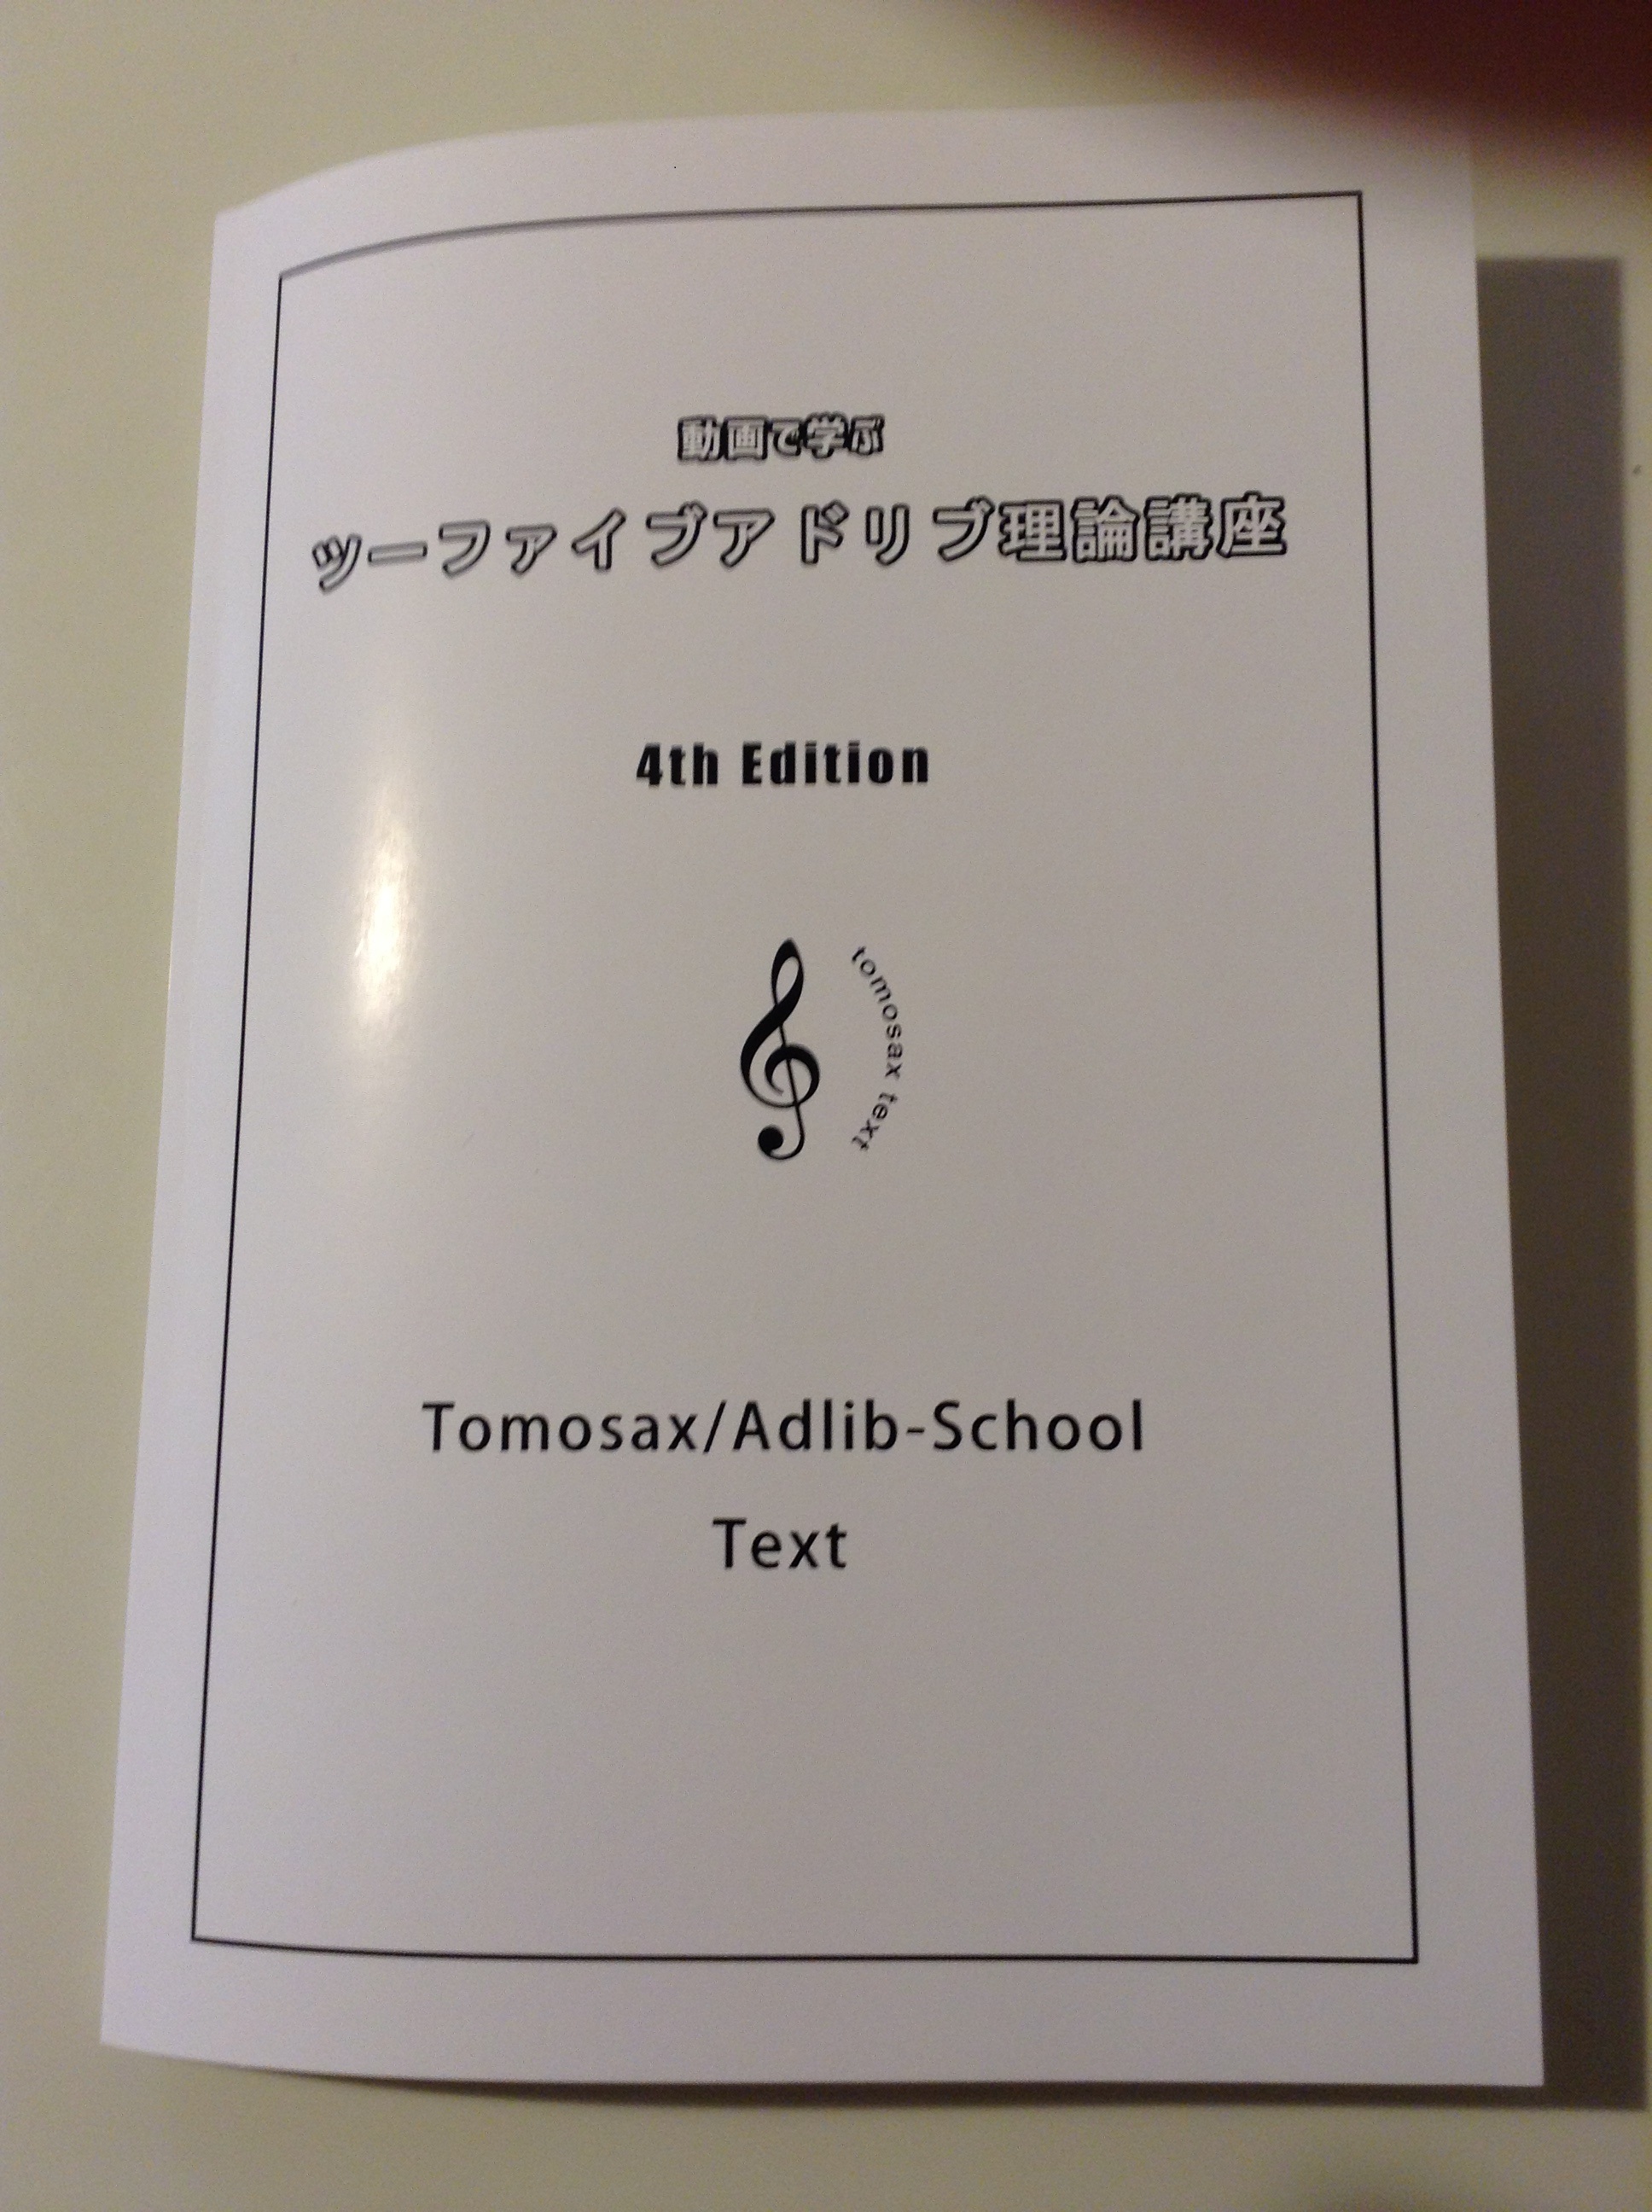 動画で学ぶ
ツーファイブアドリブ理論講座
4th Edition
tomosax text
Tomosax/Adlib-School
Text